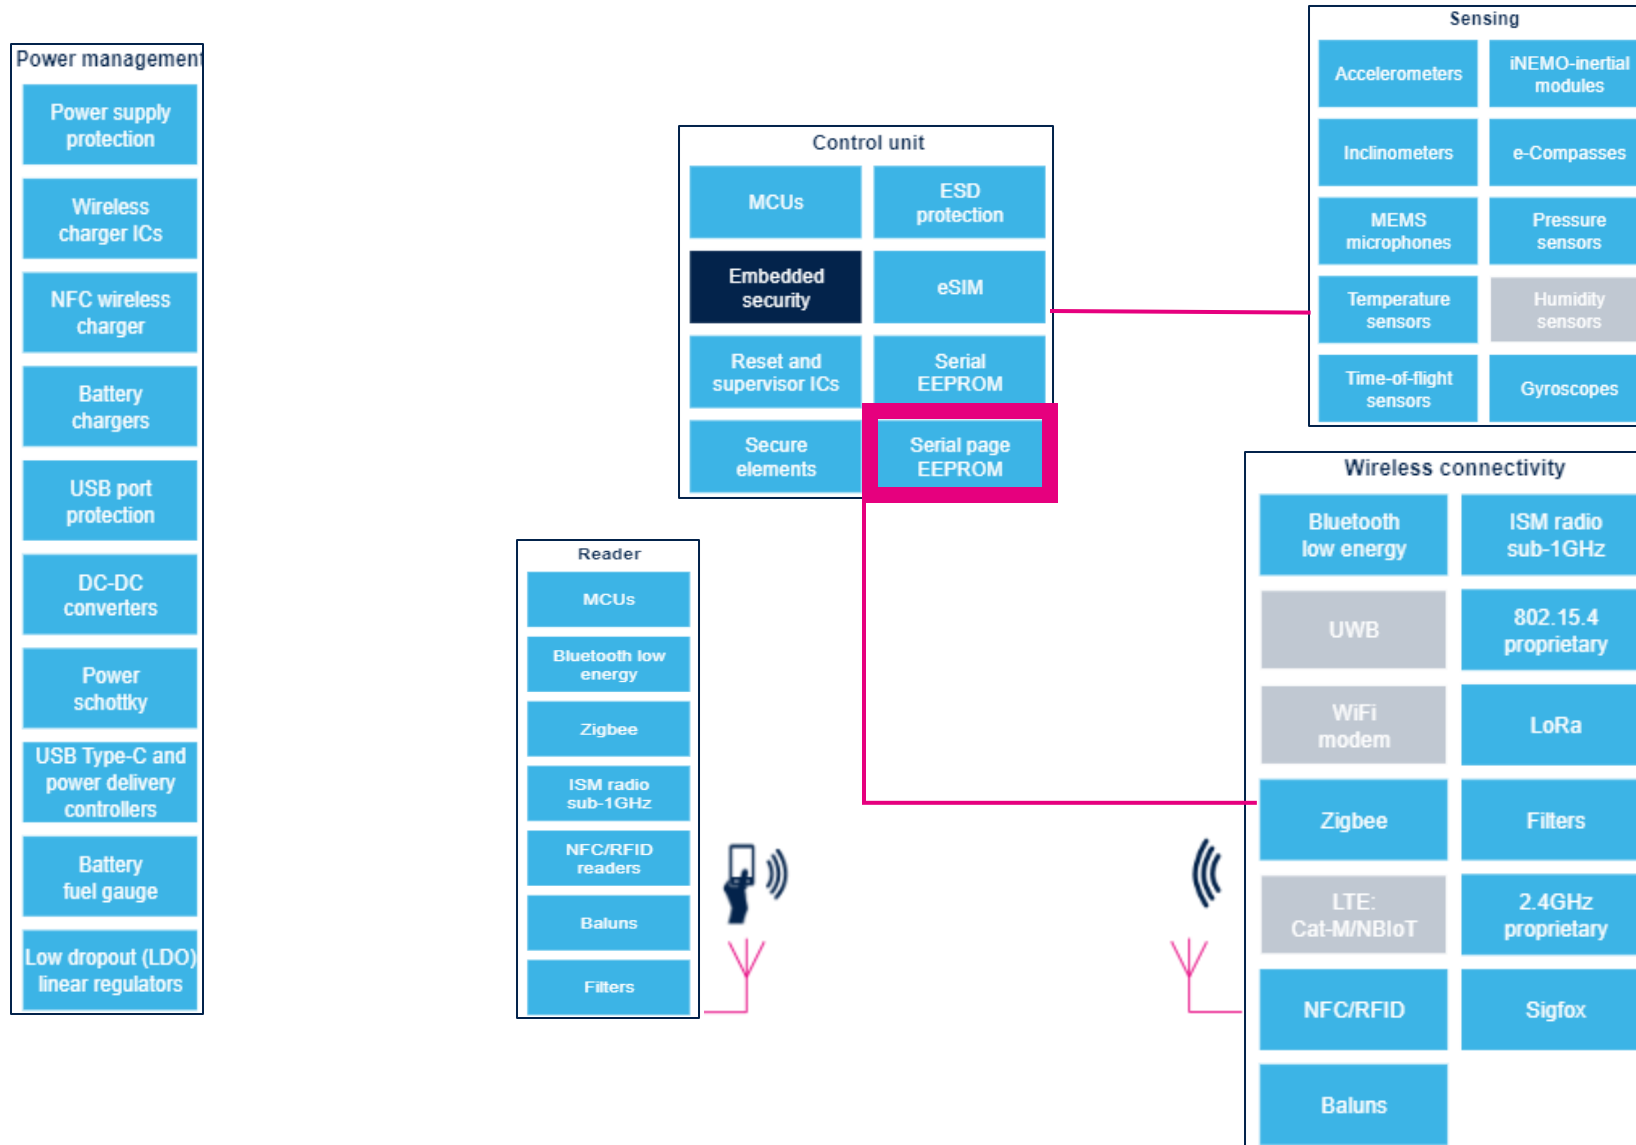 Power management
Power supply
protection
Wireless
charger ICs
NFC wireless
charger
Battery
chargers
USB port
protection
DC-DC
converters
Power
schottky
USB Type-C and
power delivery
controllers
Battery
fuel gauge
Low dropout (LDO)
linear regulators
Control unit
MCUs
ESD
protection
Embedded
security
eSIM
Reset and
supervisor ICs
Serial
EEPROM
Secure
elements
Serial page
EEPROM
Reader
MCUs
Bluetooth low
energy
Zigbee
ISM radio
sub-1GHz
NFC/RFID
readers
Baluns
Filters
Sensing
Accelerometers
iNEMO-inertial
modules
Inclinometers
e-Compasses
MEMS
microphones
Pressure
sensors
Temperature
sensors
Humidity
sensors
Time-of-flight
sensors
Gyroscopes
Wireless connectivity
Bluetooth
low energy
ISM radio
sub-1GHz
UWB
802.15.4
proprietary
WiFi
modem
LoRa
Zigbee
Filters
LTE:
Cat-M/NBIoT
2.4GHz
proprietary
NFC/RFID
Sigfox
Baluns